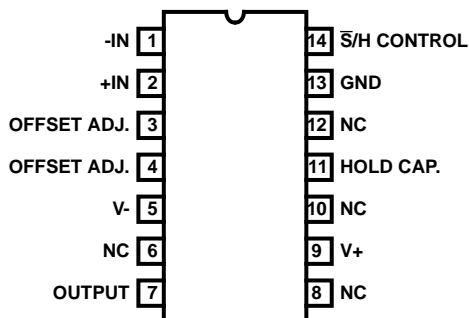 -IN 1 14 S̅/H CONTROL
+IN 2 13 GND
OFFSET ADJ. 3 12 NC
OFFSET ADJ. 4 11 HOLD CAP.
V- 5 10 NC
NC 6 9 V+
OUTPUT 7 8 NC